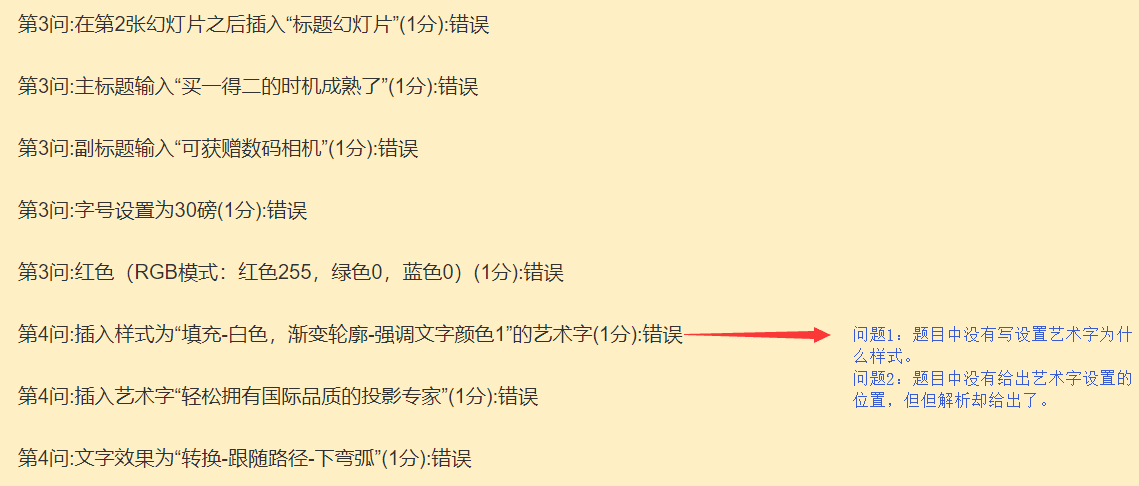 第3问:在第2张幻灯片之后插入“标题幻灯片”(1分):错误
第3问:主标题输入“买一得二的时机成熟了”(1分):错误
第3问:副标题输入“可获赠数码相机”(1分):错误
第3问:字号设置为30磅(1分):错误
第3问:红色（RGB模式：红色255，绿色0，蓝色0）(1分):错误
第4问:插入样式为“填充-白色，渐变轮廓-强调文字颜色1”的艺术字(1分):错误
问题1：题目中没有写设置艺术字为什
么样式。
问题2：题目中没有给出艺术字设置的
位置，但但解析却给出了。
第4问:插入艺术字“轻松拥有国际品质的投影专家”(1分):错误
第4问:文字效果为“转换-跟随路径-下弯弧”(1分):错误